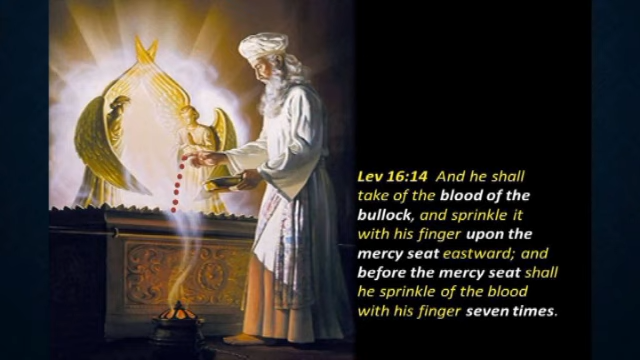 Lev 16:14 And he shall
take of the blood of the
bullock, and sprinkle it
with his finger upon the
mercy seat eastward; and
before the mercy seat shall
he sprinkle of the blood
with his finger seven times.